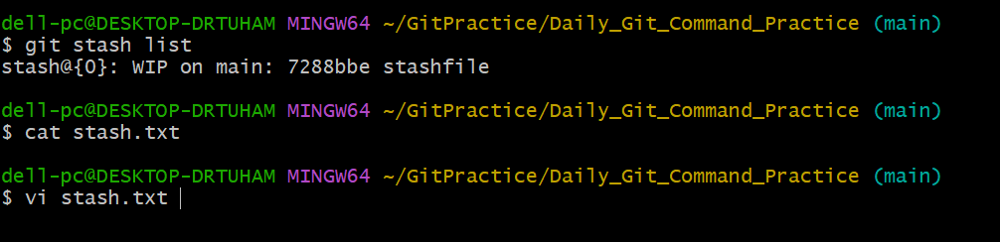 dell-pc@DESKTOP-DRTUHAM MINGW64 ~/GitPractice/Daily_Git_Command_Practice (main)
$ git stash list
stash@{0}: WIP on main: 7288bbe stashfile
dell-pc@DESKTOP-DRTUHAM MINGW64 ~/GitPractice/Daily_Git_Command_Practice (main)
$ cat stash.txt
dell-pc@DESKTOP-DRTUHAM MINGW64 ~/GitPractice/Daily_Git_Command_Practice (main)
$ vi stash.txt